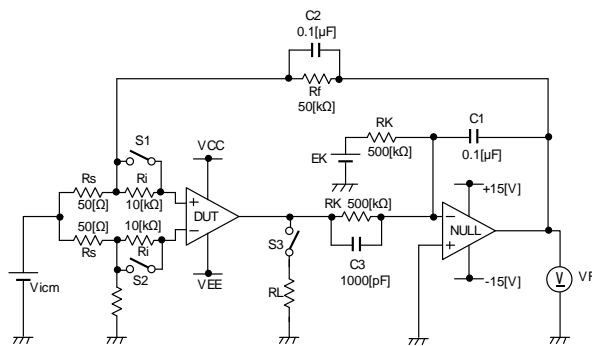 C2
0.1[μF]
Rf
50[kΩ]
RK
500[kΩ]
C1
0.1[μF]
EK
S1
VCC
Rs
50[Ω]
Ri
10[kΩ]
+15[V]
50[Ω]
10[kΩ]
DUT
RK 500[kΩ]
NULL
Rs
Ri
S2
VEE
S3
C3
1000[pF]
-15[V]
Vicm
RL
V
VF